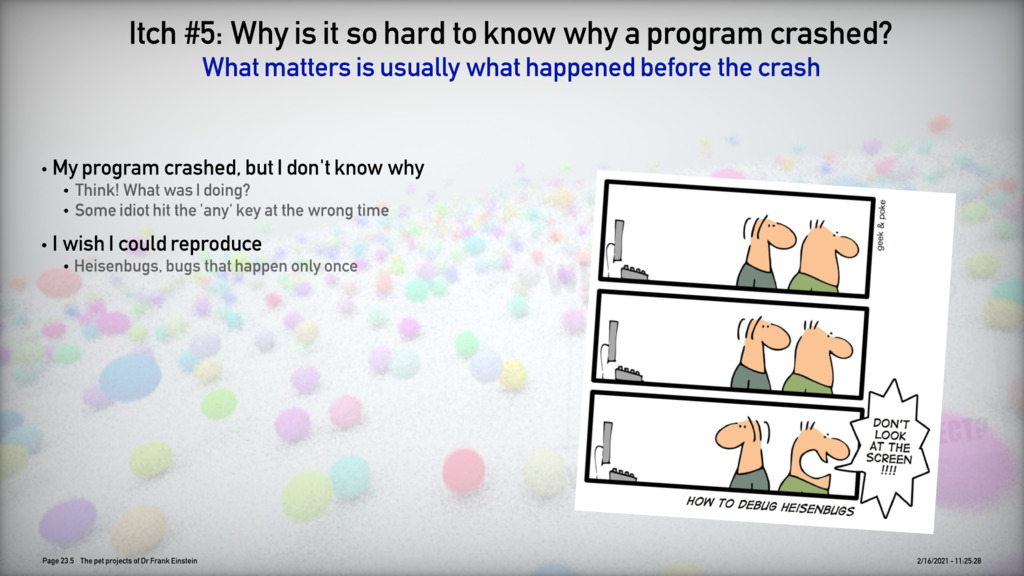 Itch #5: Why is it so hard to know why a program crashed?
What matters is usually what happened before the crash
• My program crashed, but I don't know why
• Think! What was I doing?
• Some idiot hit the 'any' key at the wrong time
• I wish I could reproduce
• Heisenbugs, bugs that happen only once
geek & poke
DON'T
LOOK
AT THE
SCREEN
!!!!
HOW TO DEBUG HEISENBUGS
Page 23.5 The pet projects of Dr Frank Einstein
2/16/2021 - 11:25:28